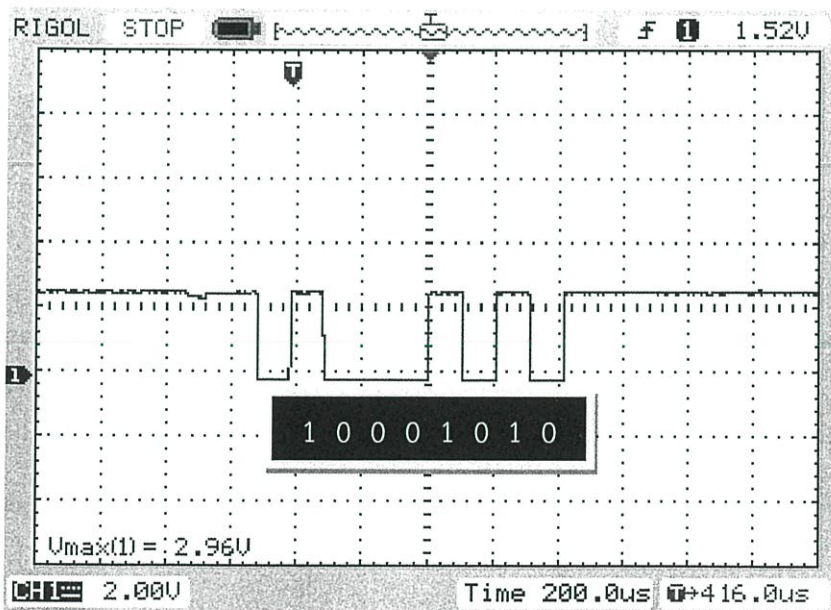 RIGOL STOP T 1 1.52V
T
1
1 0 0 0 1 0 1 0
Vmax(1) = 2.96V
CH1 2.00V Time 200.0us T→416.0us